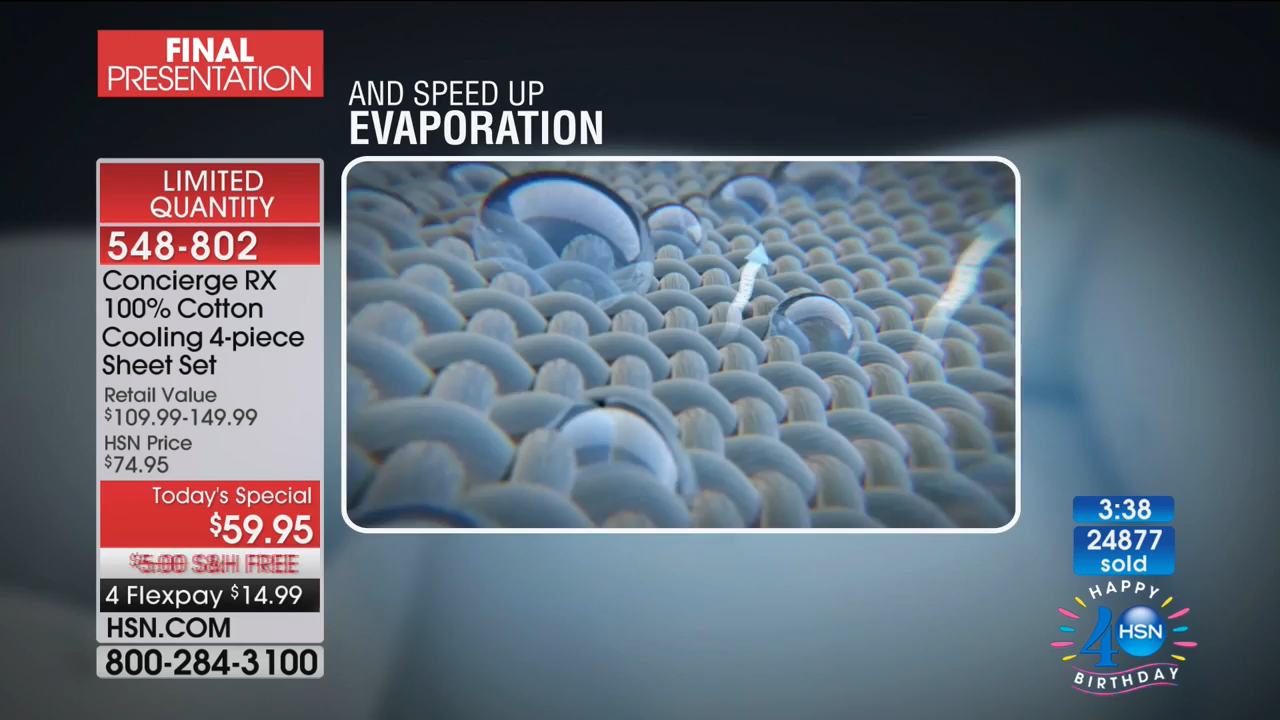 FINAL
PRESENTATION
AND SPEED UP
EVAPORATION
LIMITED
QUANTITY
548-802
Concierge RX
100% Cotton
Cooling 4-piece
Sheet Set
Retail Value
$109.99-149.99
HSN Price
$74.95
Today's Special
$59.95
$5.00 S&H FREE
4 Flexpay $14.99
HSN.COM
800-284-3100
3:38
24877
sold
HAPPY
40 HSN
BIRTHDAY